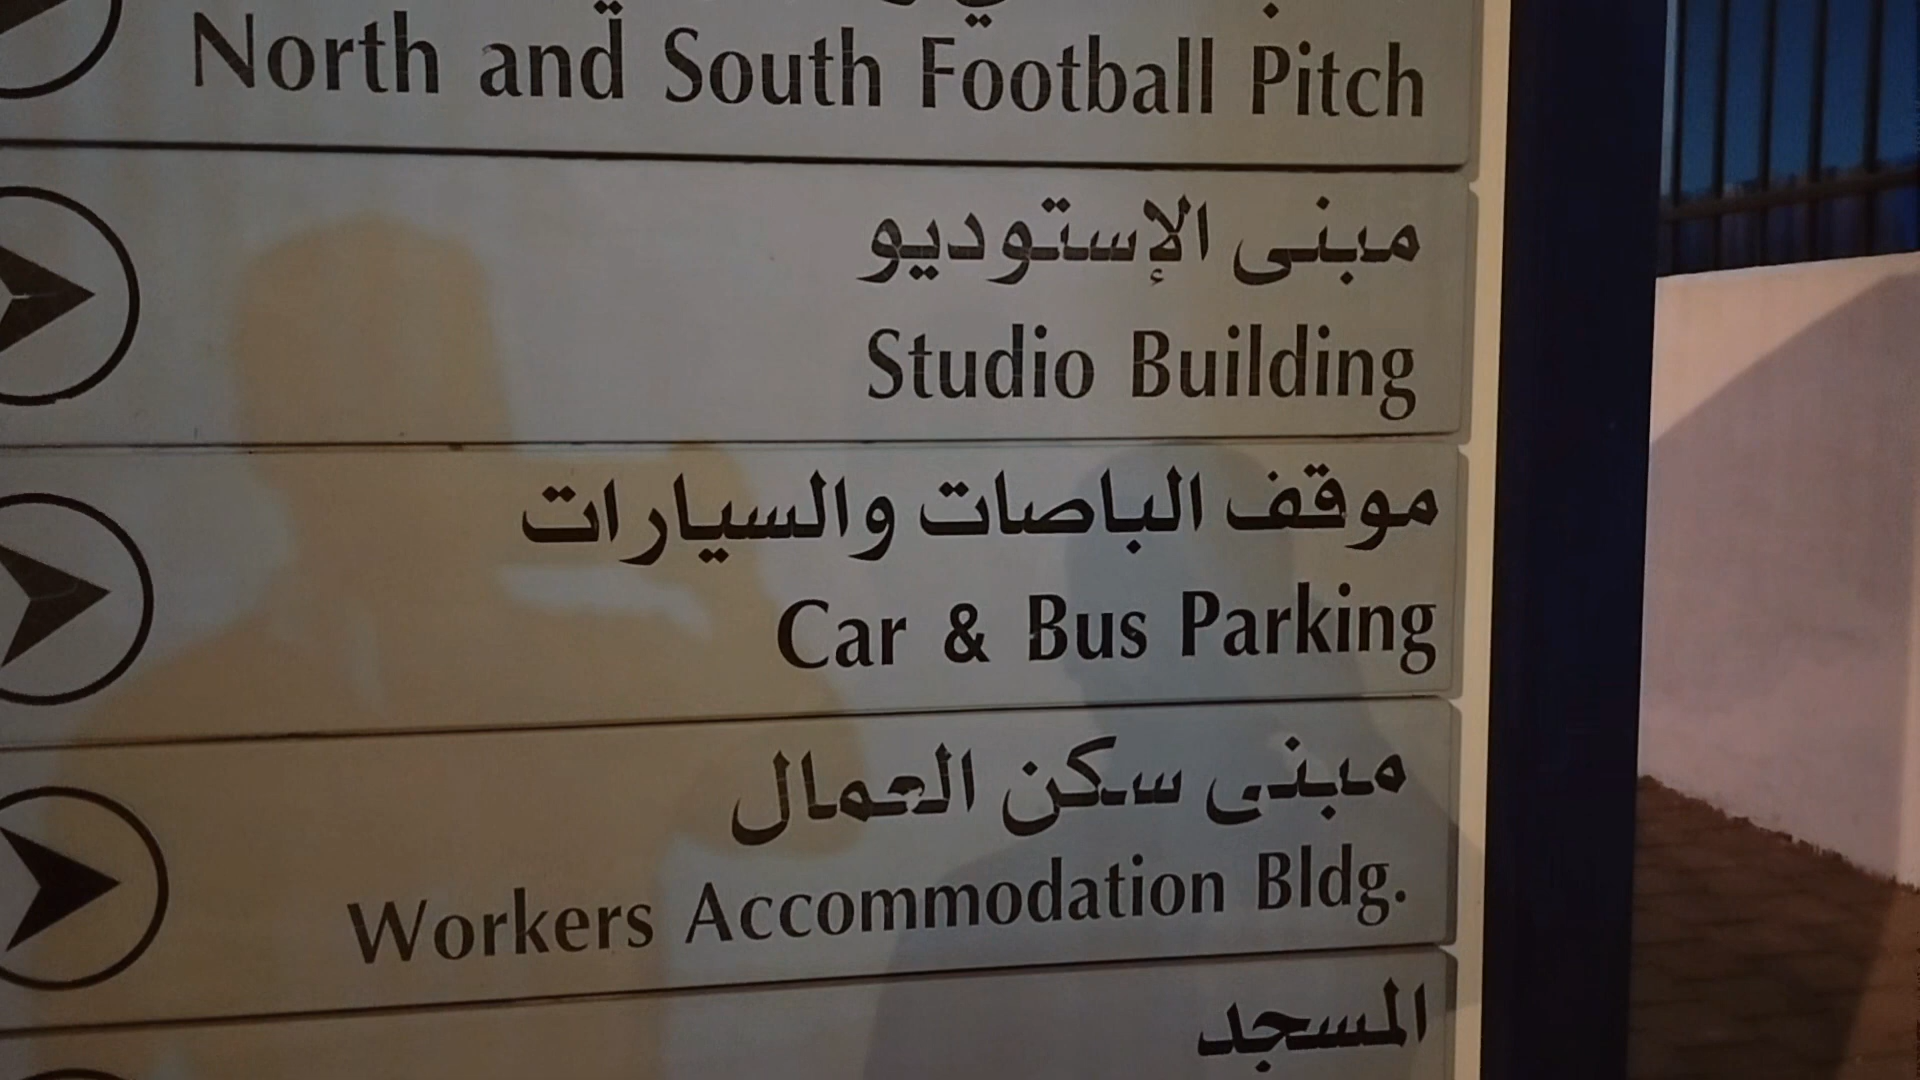 North and South Football Pitch
مبنى الإستوديو
Studio Building
موقف الباصات والسيارات
Car & Bus Parking
مبنى سكن العمال
Workers Accommodation Bldg.
المسجد